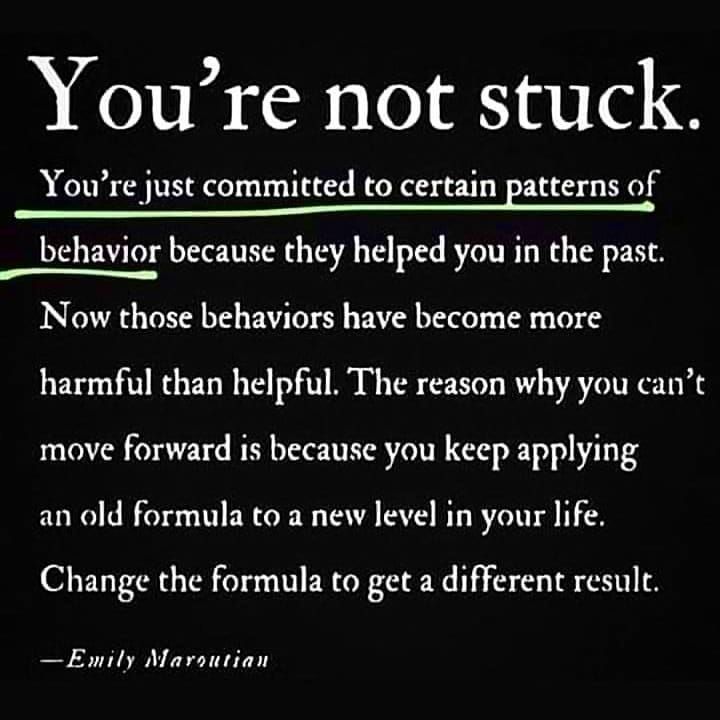 You're not stuck.
You're just committed to certain patterns of
behavior because they helped you in the past.
Now those behaviors have become more
harmful than helpful. The reason why you can't
move forward is because you keep applying
an old formula to a new level in your life.
Change the formula to get a different result.
—Emily Maroutian